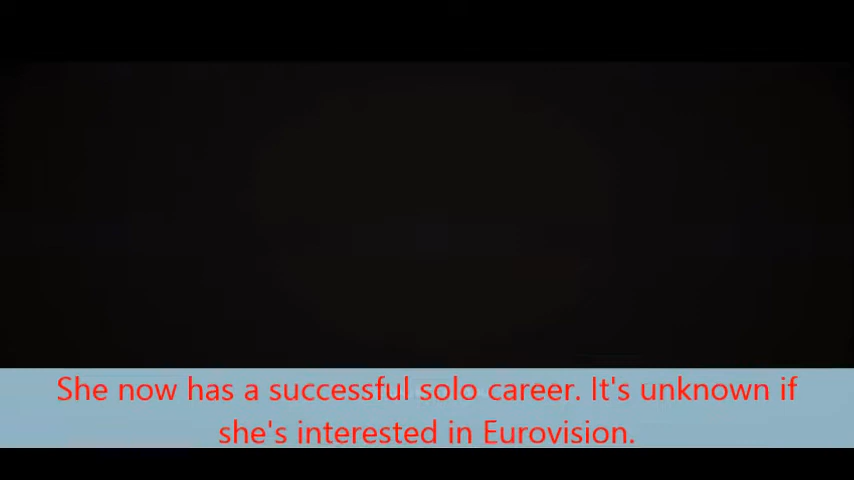 She now has a successful solo career. It's unknown if
she's interested in Eurovision.